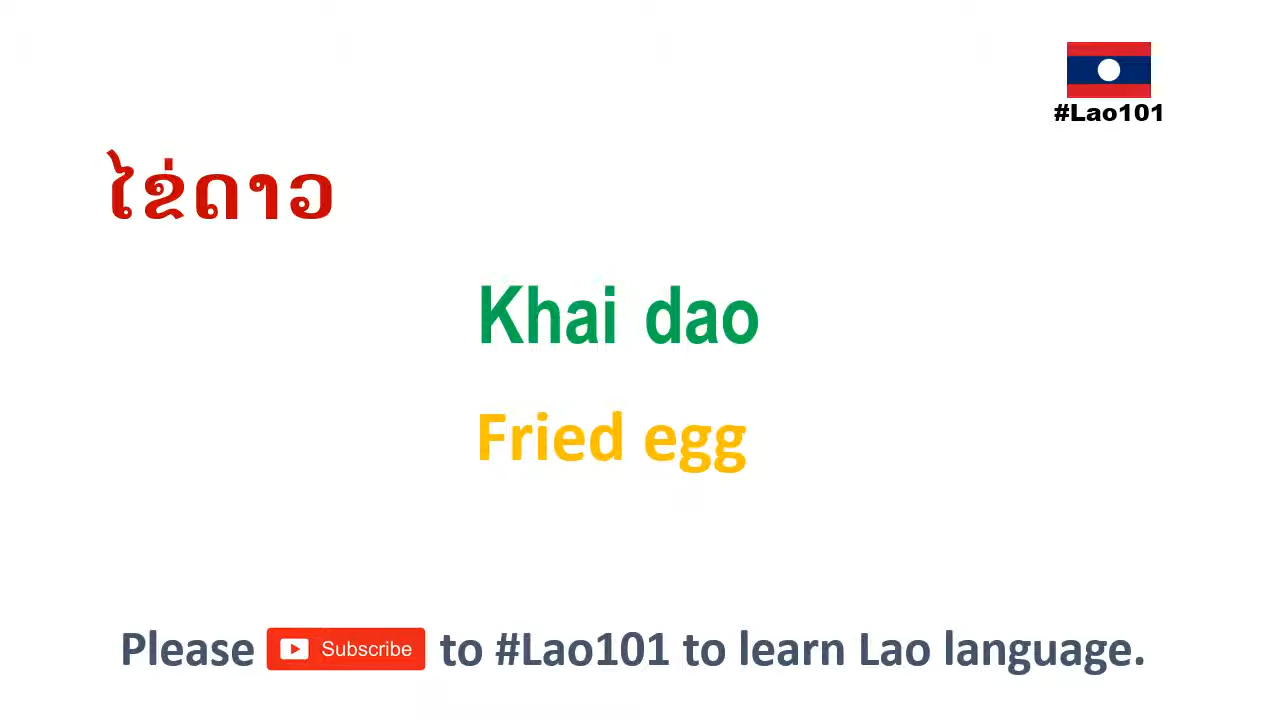 #Lao101
ໄຂ່ດາວ
Khai dao
Fried egg
Please Subscribe to #Lao101 to learn Lao language.